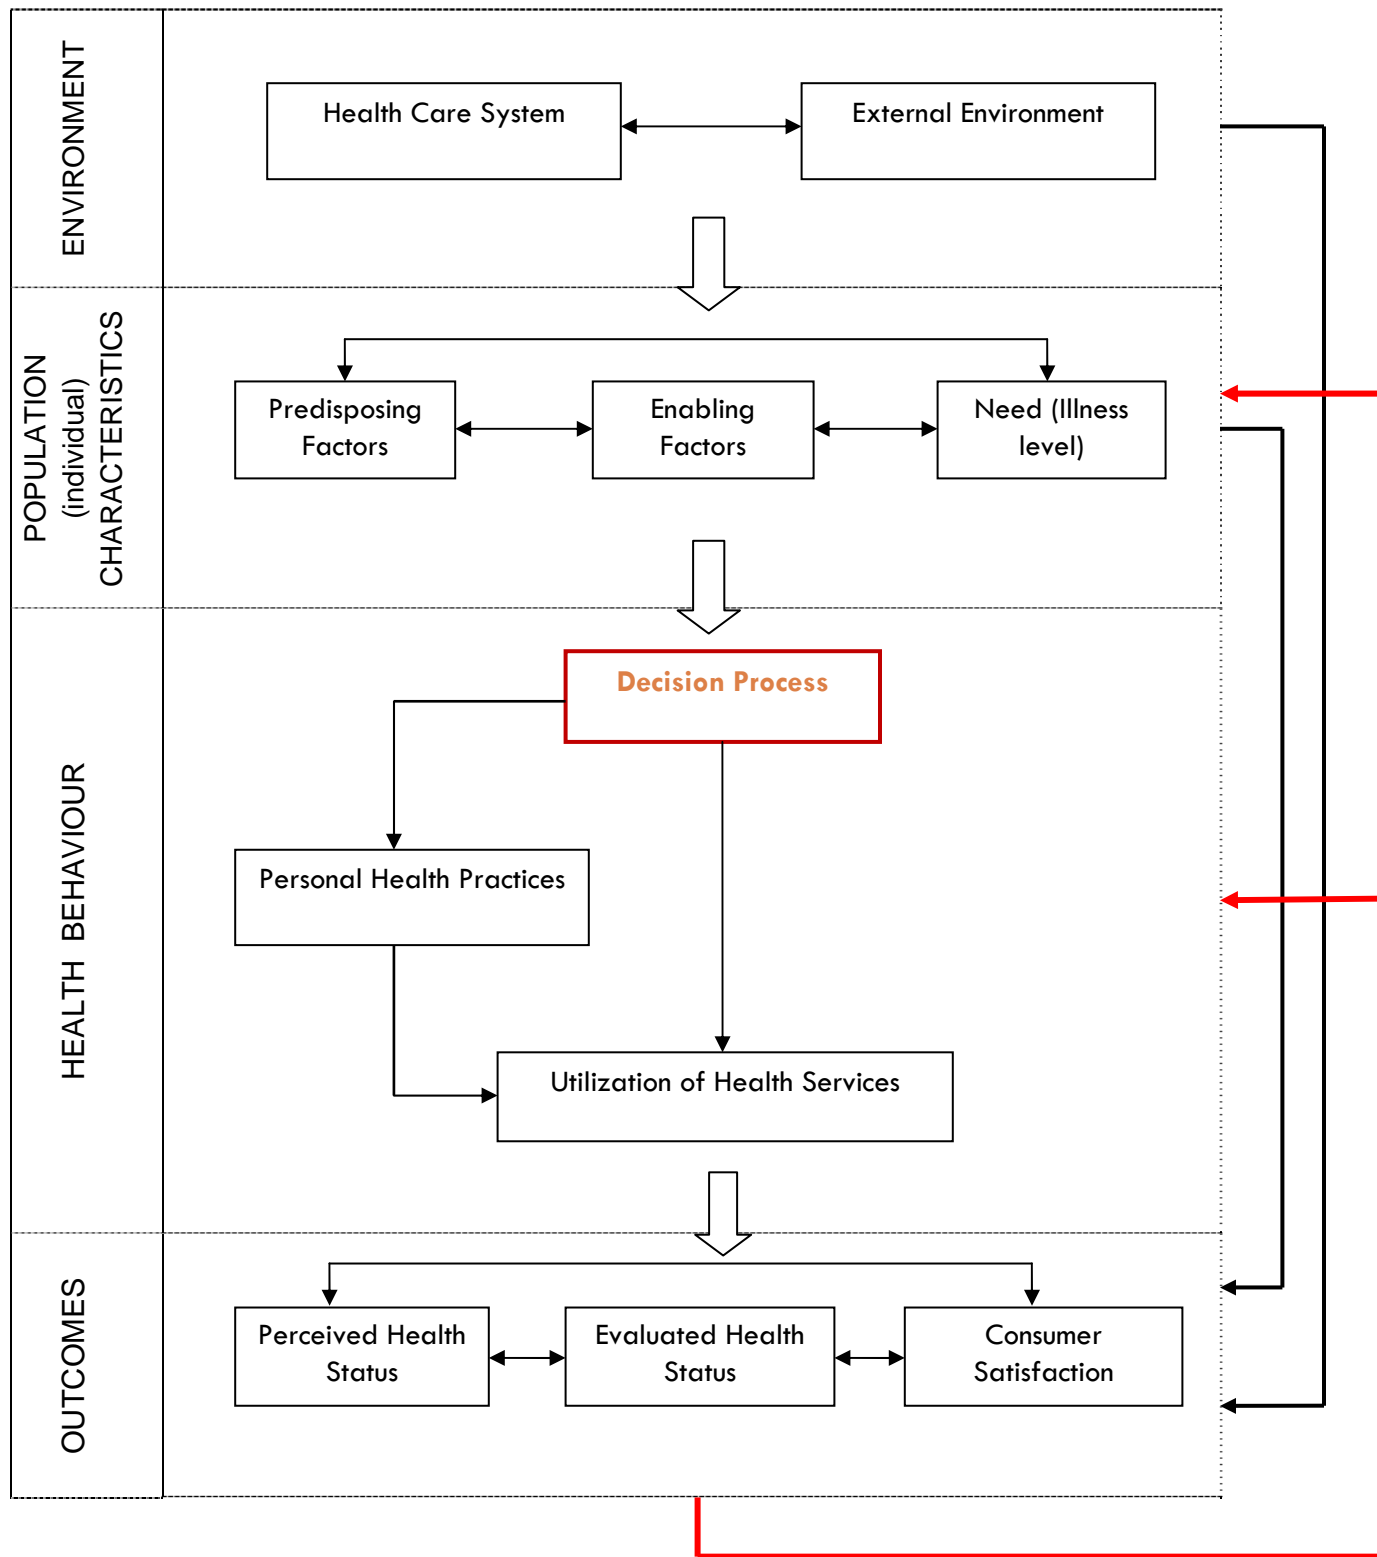 ENVIRONMENT
Health Care System
External Environment
POPULATION
(individual)
CHARACTERISTICS
Predisposing
Factors
Enabling
Factors
Need (Illness
level)
HEALTH BEHAVIOUR
Decision Process
Personal Health Practices
Utilization of Health Services
OUTCOMES
Perceived Health
Status
Evaluated Health
Status
Consumer
Satisfaction